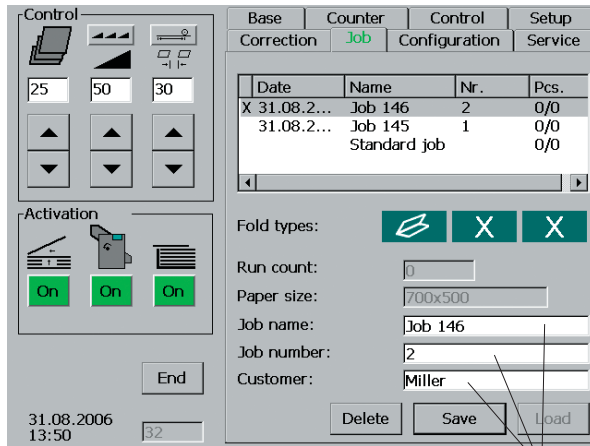 Control
25 50 30
Activation
On On On
End
31.08.2006
13:50 32
Base Counter Control Setup
Correction Job Configuration Service
Date Name Nr. Pcs.
X 31.08.2... Job 146 2 0/0
31.08.2... Job 145 1 0/0
Standard job 0/0
Fold types: X X
Run count: 0
Paper size: 700x500
Job name: Job 146
Job number: 2
Customer: Miller
Delete Save Load